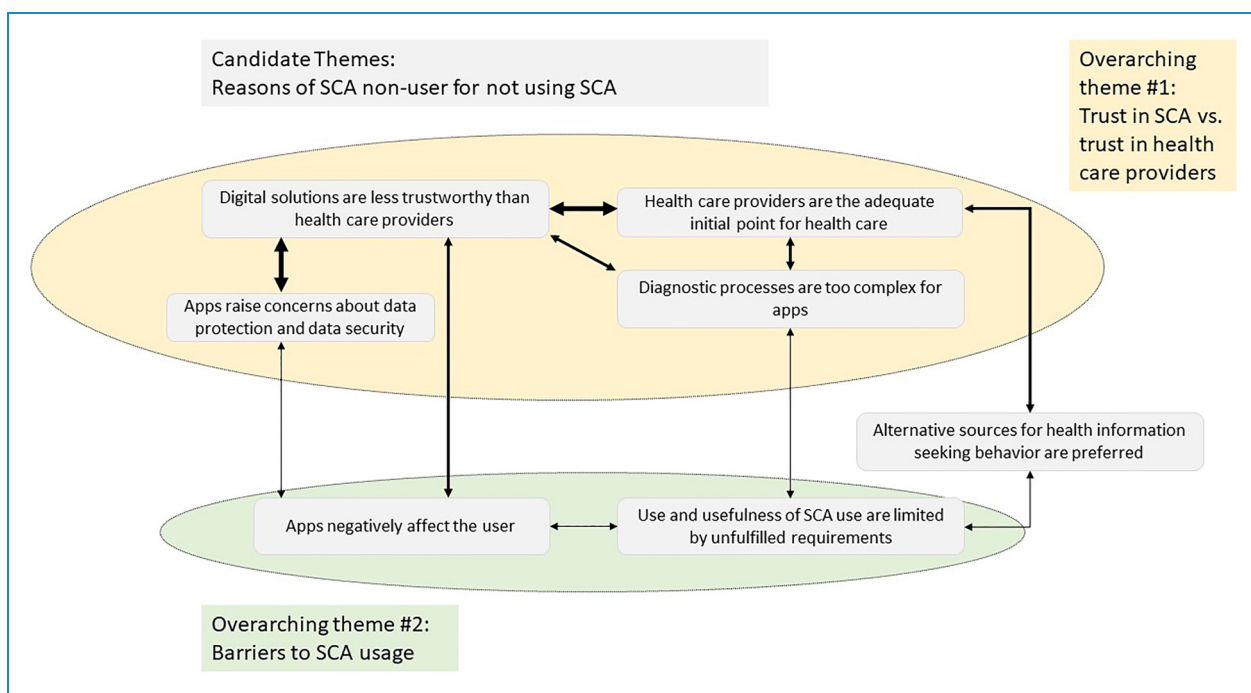 Candidate Themes:
Reasons of SCA non-user for not using SCA
Overarching
theme #1:
Trust in SCA vs.
trust in health
care providers
Digital solutions are less trustworthy than
health care providers
Health care providers are the adequate
initial point for health care
Diagnostic processes are too complex for
apps
Apps raise concerns about data
protection and data security
Alternative sources for health information
seeking behavior are preferred
Apps negatively affect the user
Use and usefulness of SCA use are limited
by unfulfilled requirements
Overarching theme #2:
Barriers to SCA usage